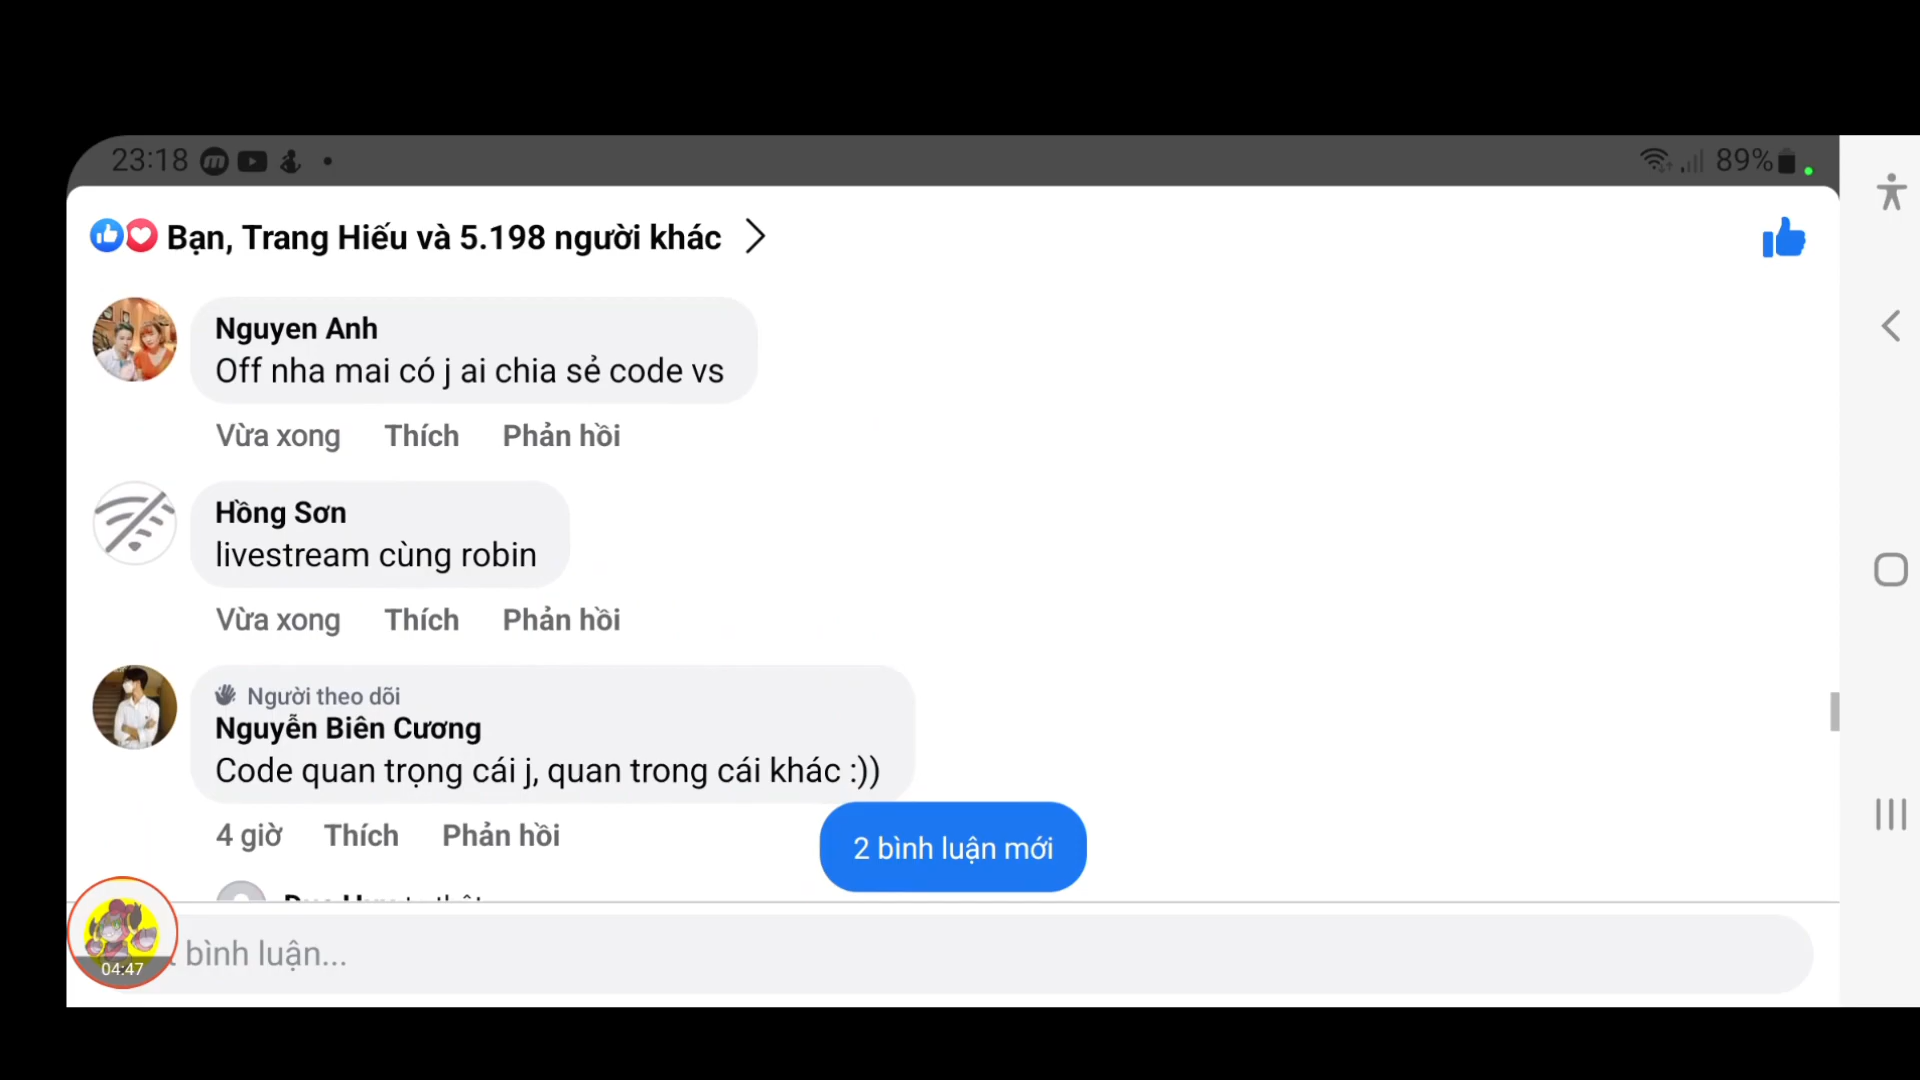 23:18
89%
Bạn, Trang Hiếu và 5.198 người khác
Nguyen Anh
Off nha mai có j ai chia sẻ code vs
Vừa xong Thích Phản hồi
Hồng Sơn
livestream cùng robin
Vừa xong Thích Phản hồi
Người theo dõi
Nguyễn Biên Cương
Code quan trọng cái j, quan trong cái khác :))
4 giờ Thích Phản hồi
2 bình luận mới
bình luận...
04:47